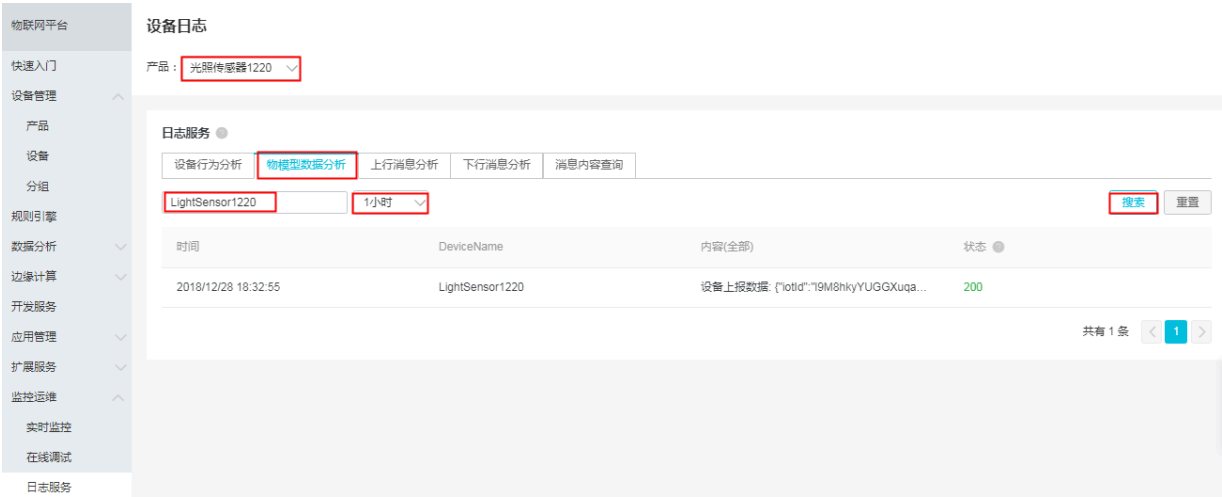 物联网平台
快速入门
设备管理
产品
设备
分组
规则引擎
数据分析
边缘计算
开发服务
应用管理
扩展服务
监控运维
实时监控
在线调试
日志服务
设备日志
产品： 光照传感器1220
日志服务
设备行为分析 物模型数据分析 上行消息分析 下行消息分析 消息内容查询
LightSensor1220 1小时 搜索 重置
时间 DeviceName 内容(全部) 状态
2018/12/28 18:32:55 LightSensor1220 设备上报数据: {"iotId":"l9M8hkyYUGGXuqa... 200
共有 1 条 1